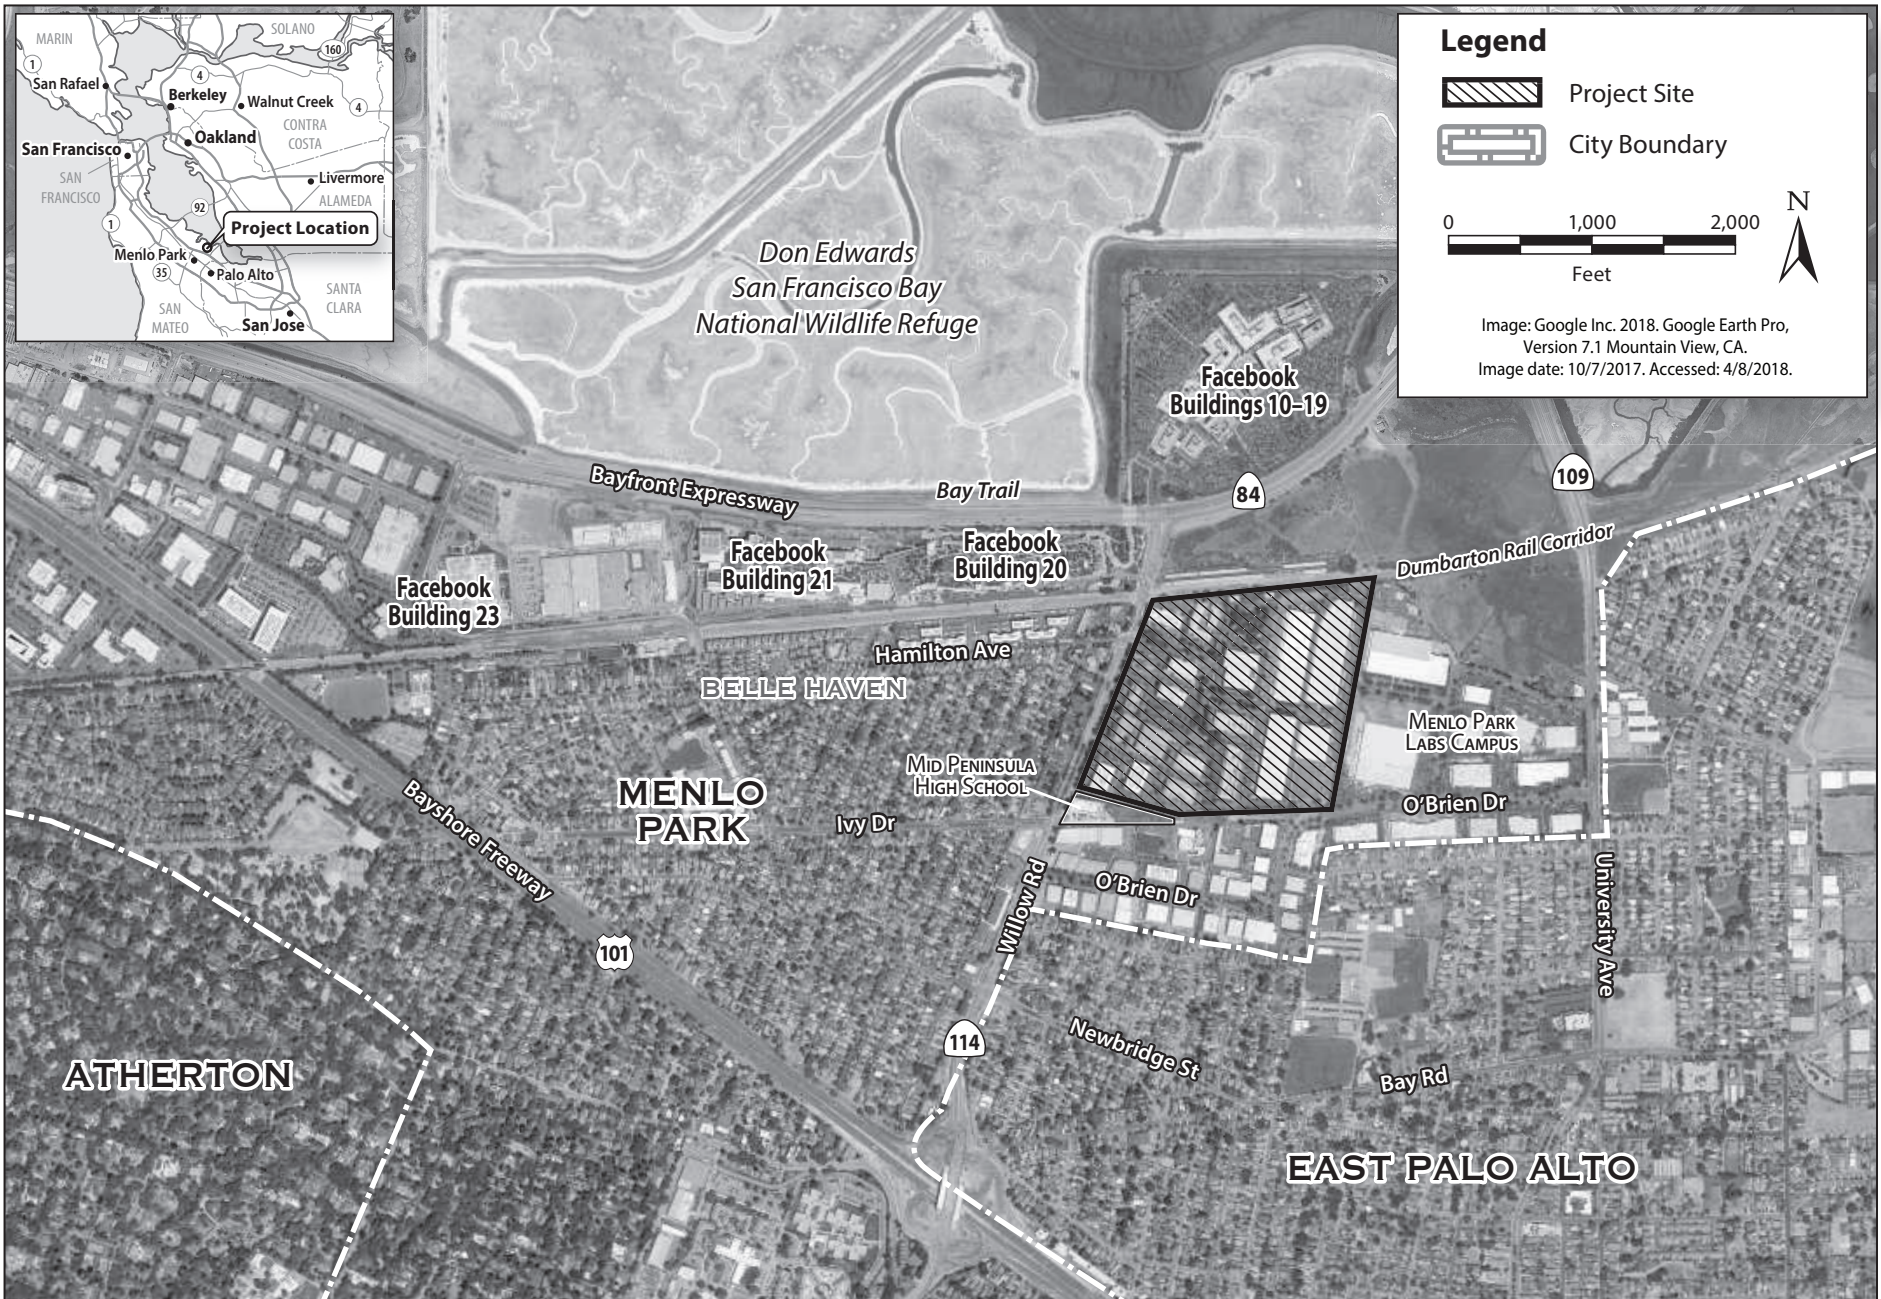 MARIN
SOLANO
160
1
4
San Rafael
Berkeley
Walnut Creek
4
CONTRA
COSTA
Oakland
San Francisco
SAN
FRANCISCO
Livermore
ALAMEDA
92
1
Project Location
Menlo Park
35
Palo Alto
SANTA
CLARA
SAN
MATEO
San Jose
Legend
Project Site
City Boundary
0
1,000
2,000
Feet
N
Image: Google Inc. 2018. Google Earth Pro,
Version 7.1 Mountain View, CA.
Image date: 10/7/2017. Accessed: 4/8/2018.
Don Edwards
San Francisco Bay
National Wildlife Refuge
Facebook
Buildings 10–19
Bayfront Expressway
Bay Trail
84
109
Dumbarton Rail Corridor
Facebook
Building 23
Facebook
Building 21
Facebook
Building 20
Hamilton Ave
BELLE HAVEN
MENLO PARK
LABS CAMPUS
MID PENINSULA
HIGH SCHOOL
MENLO
PARK
Ivy Dr
O'Brien Dr
Bayshore Freeway
Willow Rd
O'Brien Dr
University Ave
101
114
Newbridge St
Bay Rd
ATHERTON
EAST PALO ALTO